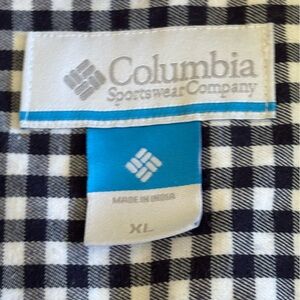 Columbia
Sportswear Company
MADE IN INDIA
XL